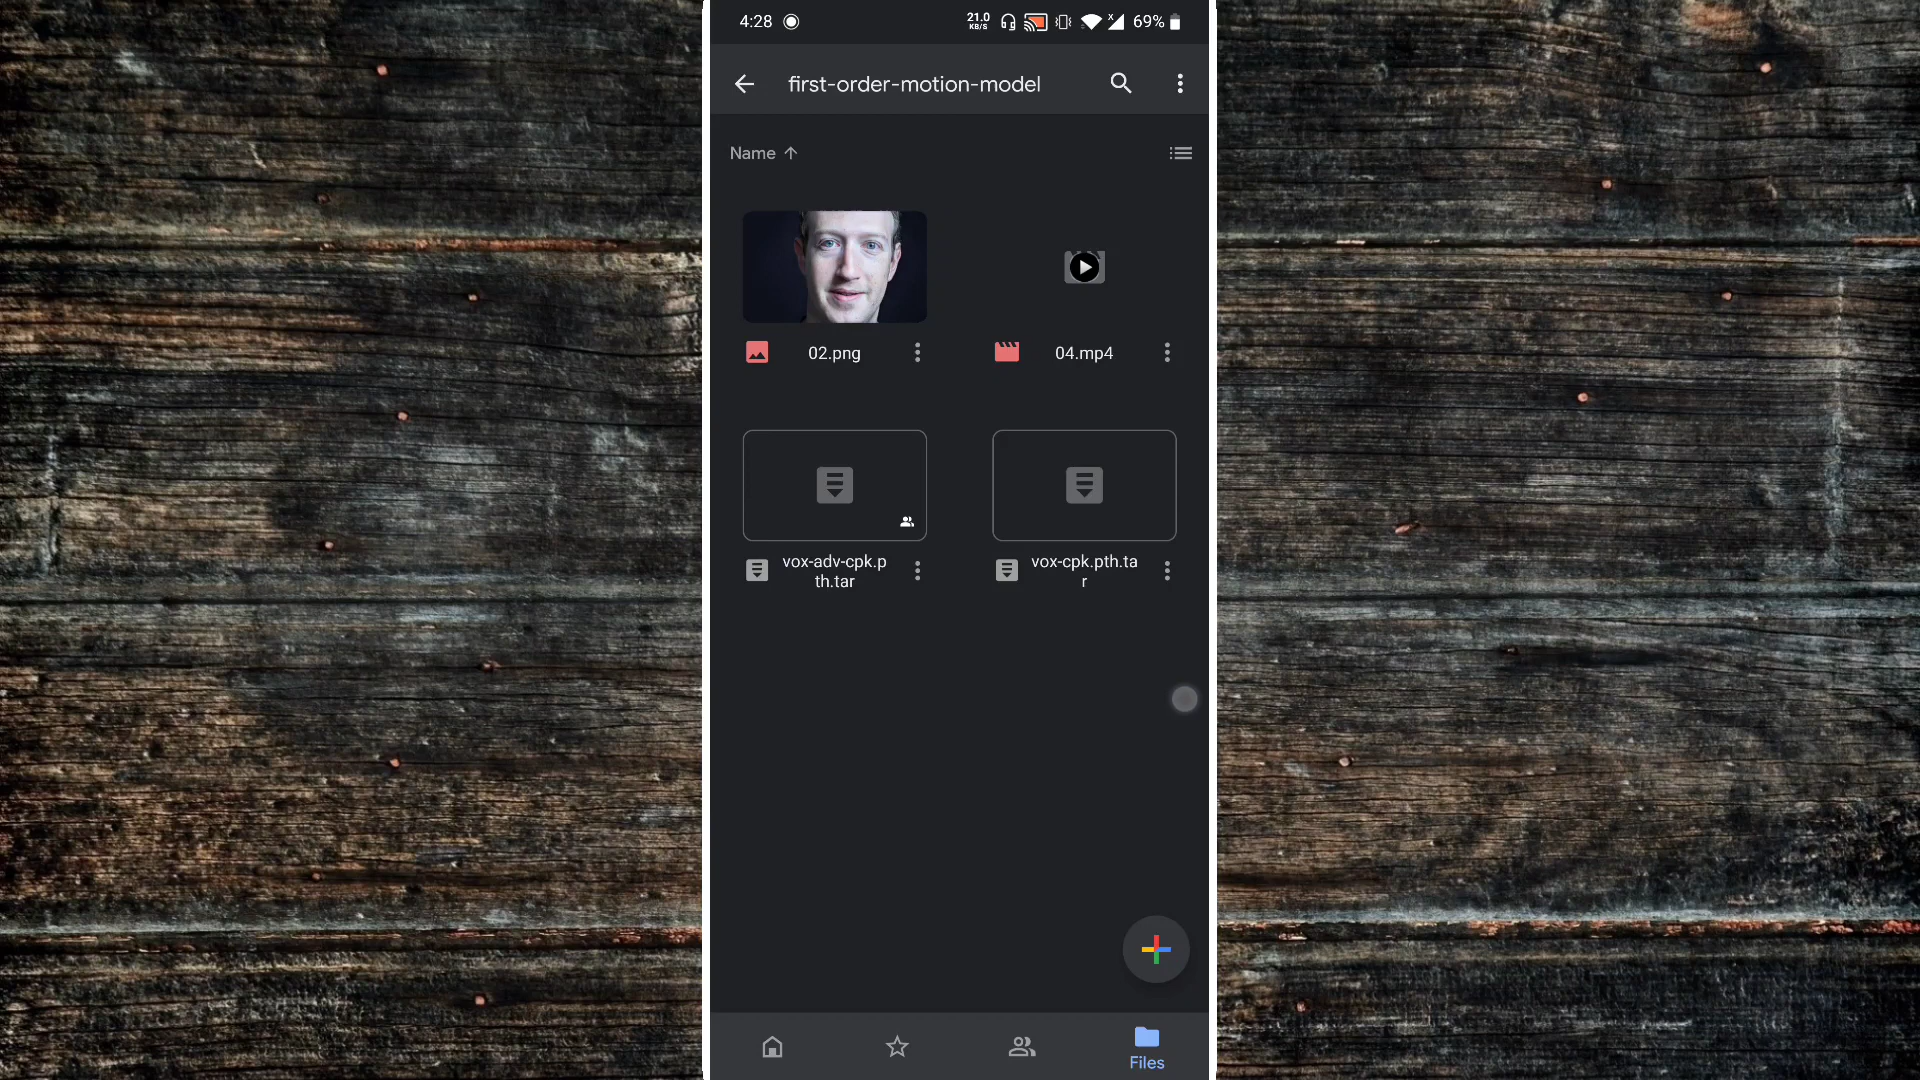 4:28
21.0
KB/S
69%
first-order-motion-model
Name
02.png
04.mp4
vox-adv-cpk.p
th.tar
vox-cpk.pth.ta
r
Files